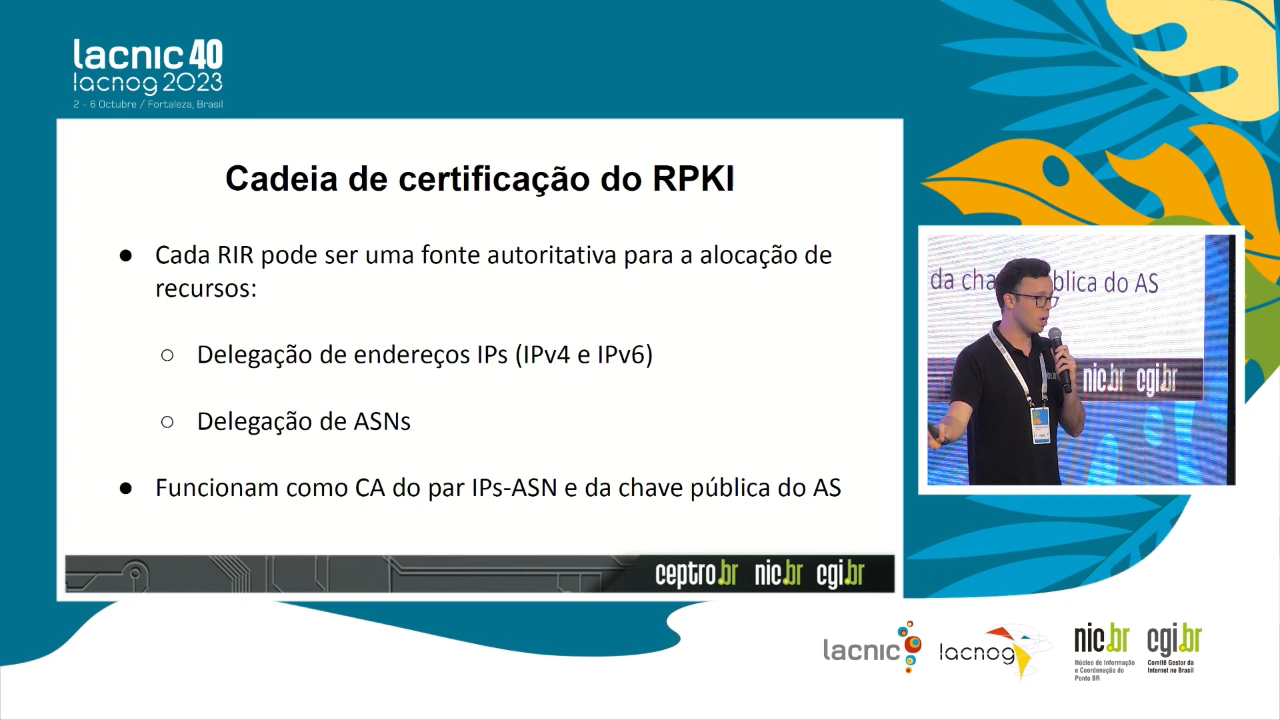 lacnic 40
lacnog 2023
2 - 6 Octubre / Fortaleza, Brasil
Cadeia de certificação do RPKI
● Cada RIR pode ser uma fonte autoritativa para a alocação de
recursos:
○ Delegação de endereços IPs (IPv4 e IPv6)
○ Delegação de ASNs
● Funcionam como CA do par IPs-ASN e da chave pública do AS
ceptro.br nic.br cgi.br
da cha blica do AS
nic.br cgi.br
lacnic
lacnog
nic.br
Núcleo de Informação
e Coordenação do
Ponto BR
cgi.br
Comitê Gestor da
Internet no Brasil